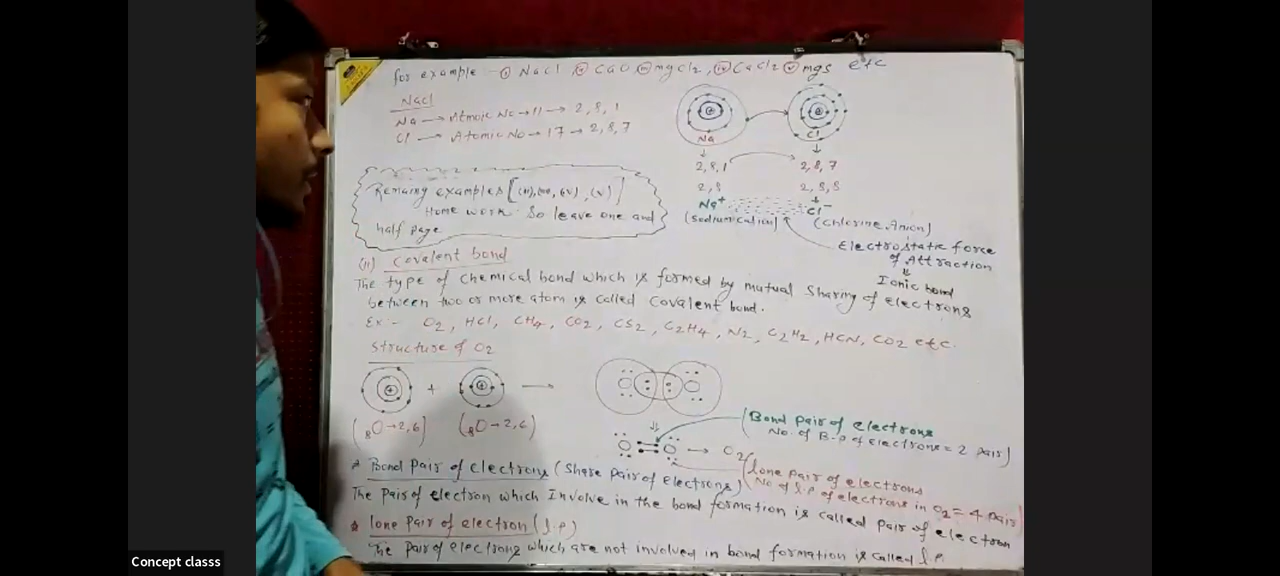 for example → (i) NaCl, (ii) CaO (iii) mgCl2, (iv) CaCl2 (v) mgs etc
NaCl
Na → Atmoic No → 11 → 2, 8, 1
Cl → Atomic No → 17 → 2, 8, 7
Na
Cl
2,8,1
2,8,7
2,8
2,8,8
Na+
Cl-
(Sodium cation)
(Chlorine Anion)
Electrostatic force
of Attraction
Ionic bond
Remaing examples [(ii),(iii),(iv),(v)]
Home work. So leave one and
half page
(ii) Covalent bond
The type of chemical bond which is formed by mutual sharing of electrons
between two or more atom is called covalent bond.
Ex:- O2, HCl, CH4, CO2, CS2, C2H4, N2, C2H2, HCN, CO2 etc.
Structure of O2
+
→
(8O→2,6)
(8O→2,6)
O
O
O = O → O2
(Bond pair of electrons
No. of B.p of electrons = 2 pair)
(lone pair of electrons
No of l.p of electrons in O2 = 4 pair)
* Bond pair of electrons (share pair of electrons)
The pair of electron which Involve in the bond formation is called pair of electron
* lone pair of electron (l.p)
The pair of electrons which are not involved in bond formation is called l.p.
Concept classs